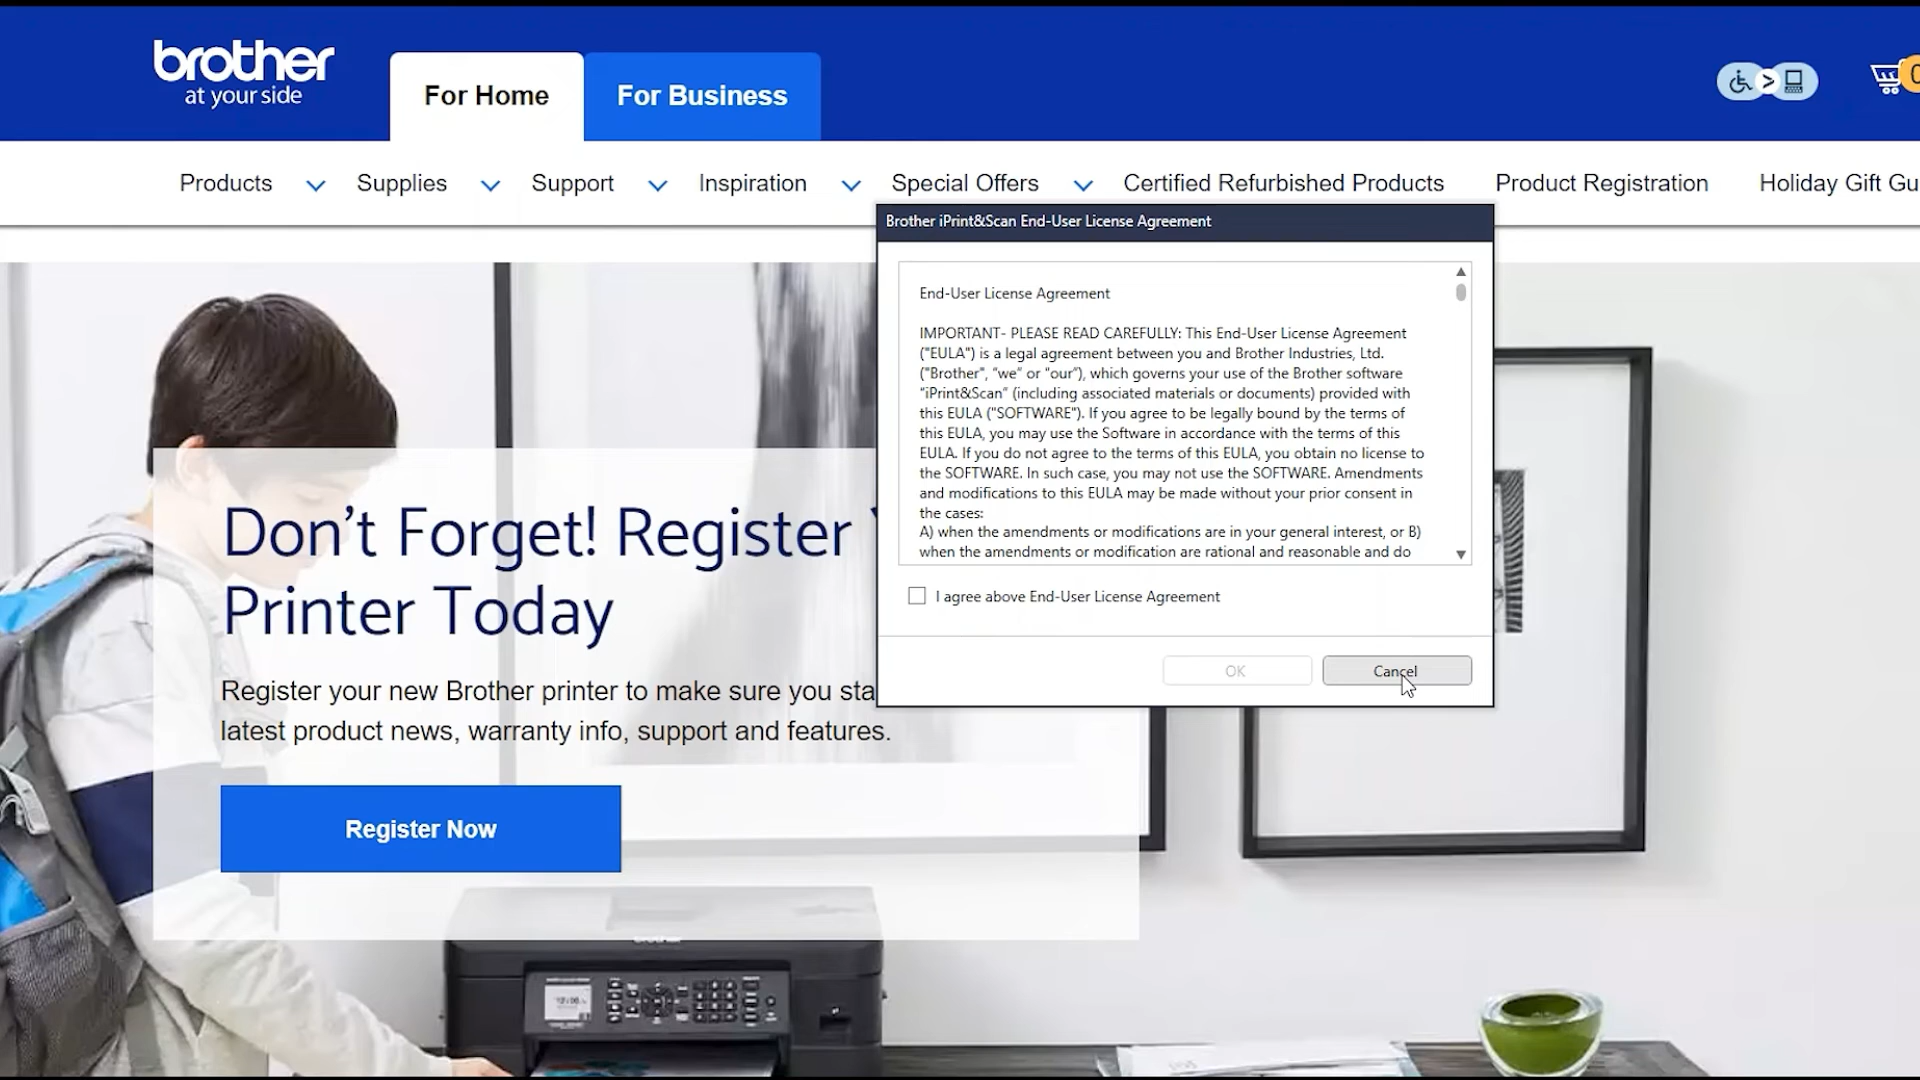 brother
at your side
For Home
For Business
Products
Supplies
Support
Inspiration
Special Offers
Certified Refurbished Products
Product Registration
Holiday Gift Gu
Don't Forget! Register
Printer Today
Register your new Brother printer to make sure you sta
latest product news, warranty info, support and features.
Register Now
Brother iPrint&Scan End-User License Agreement
End-User License Agreement
IMPORTANT- PLEASE READ CAREFULLY: This End-User License Agreement
("EULA") is a legal agreement between you and Brother Industries, Ltd.
("Brother", "we" or "our"), which governs your use of the Brother software
"iPrint&Scan" (including associated materials or documents) provided with
this EULA ("SOFTWARE"). If you agree to be legally bound by the terms of
this EULA, you may use the Software in accordance with the terms of this
EULA. If you do not agree to the terms of this EULA, you obtain no license to
the SOFTWARE. In such case, you may not use the SOFTWARE. Amendments
and modifications to this EULA may be made without your prior consent in
the cases:
A) when the amendments or modifications are in your general interest, or B)
when the amendments or modification are rational and reasonable and do
I agree above End-User License Agreement
OK
Cancel
brother